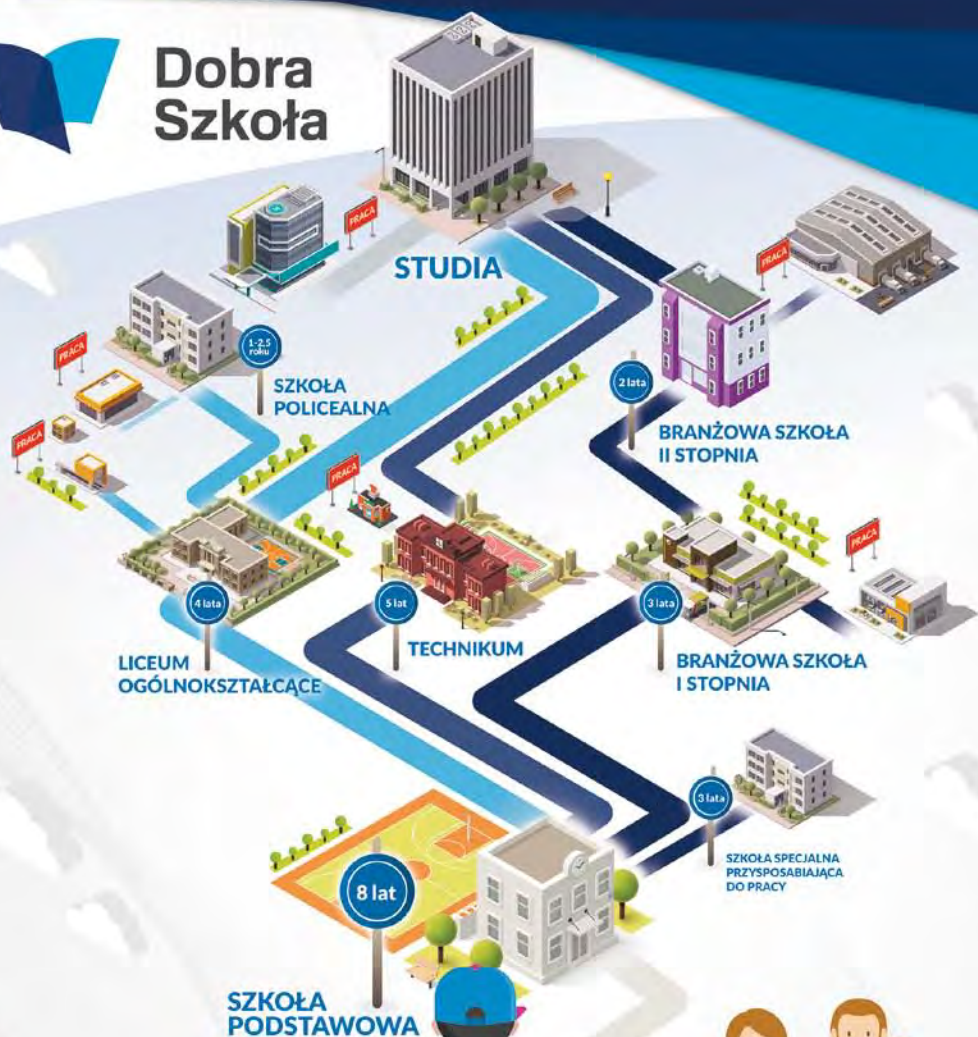 Dobra
Szkoła
STUDIA
PRACA
PRACA
1-2,5
roku
SZKOŁA
POLICEALNA
PRACA
PRACA
PRACA
2 lata
BRANŻOWA SZKOŁA
II STOPNIA
PRACA
4 lata
LICEUM
OGÓLNOKSZTAŁCĄCE
5 lat
TECHNIKUM
3 lata
BRANŻOWA SZKOŁA
I STOPNIA
3 lata
SZKOŁA SPECJALNA
PRZYSPOSABIAJĄCA
DO PRACY
8 lat
SZKOŁA
PODSTAWOWA